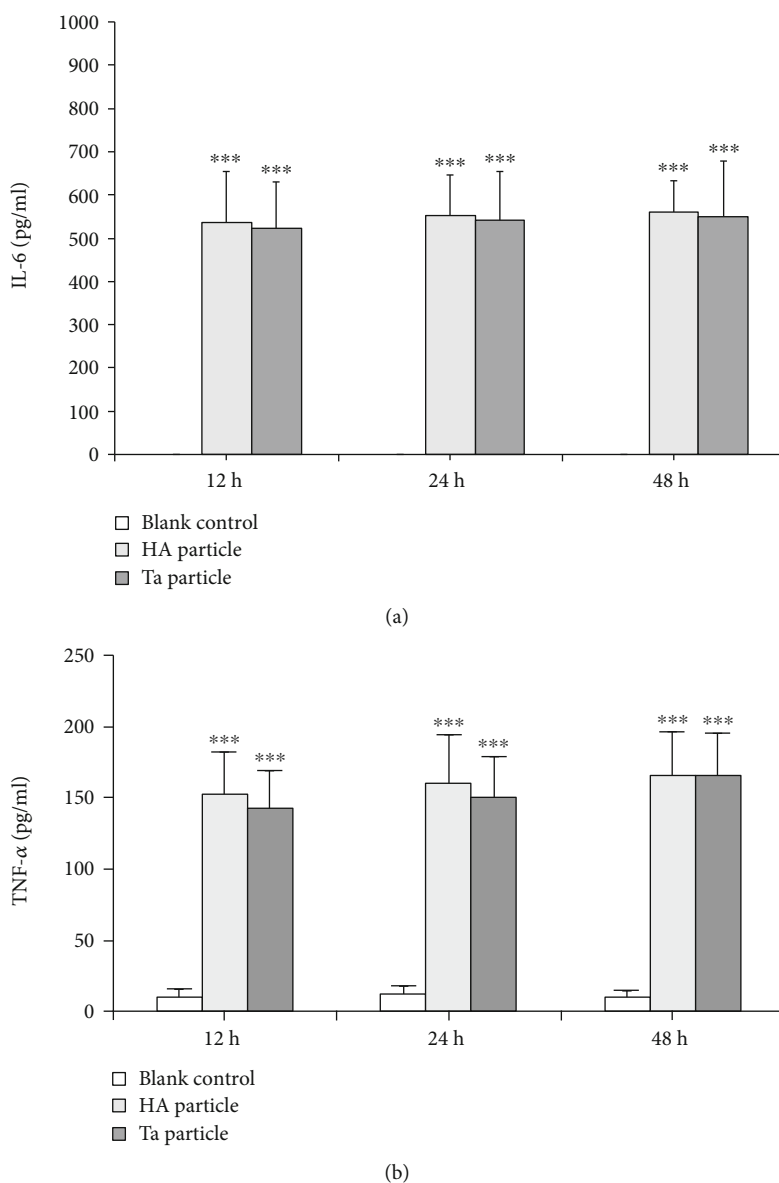 1000
900
800
700
600
500
400
300
200
100
0
IL-6 (pg/ml)
*** *** *** *** *** ***
12 h 24 h 48 h
Blank control
HA particle
Ta particle
(a)
250
200
150
100
50
0
TNF-α (pg/ml)
*** *** *** *** *** ***
12 h 24 h 48 h
Blank control
HA particle
Ta particle
(b)